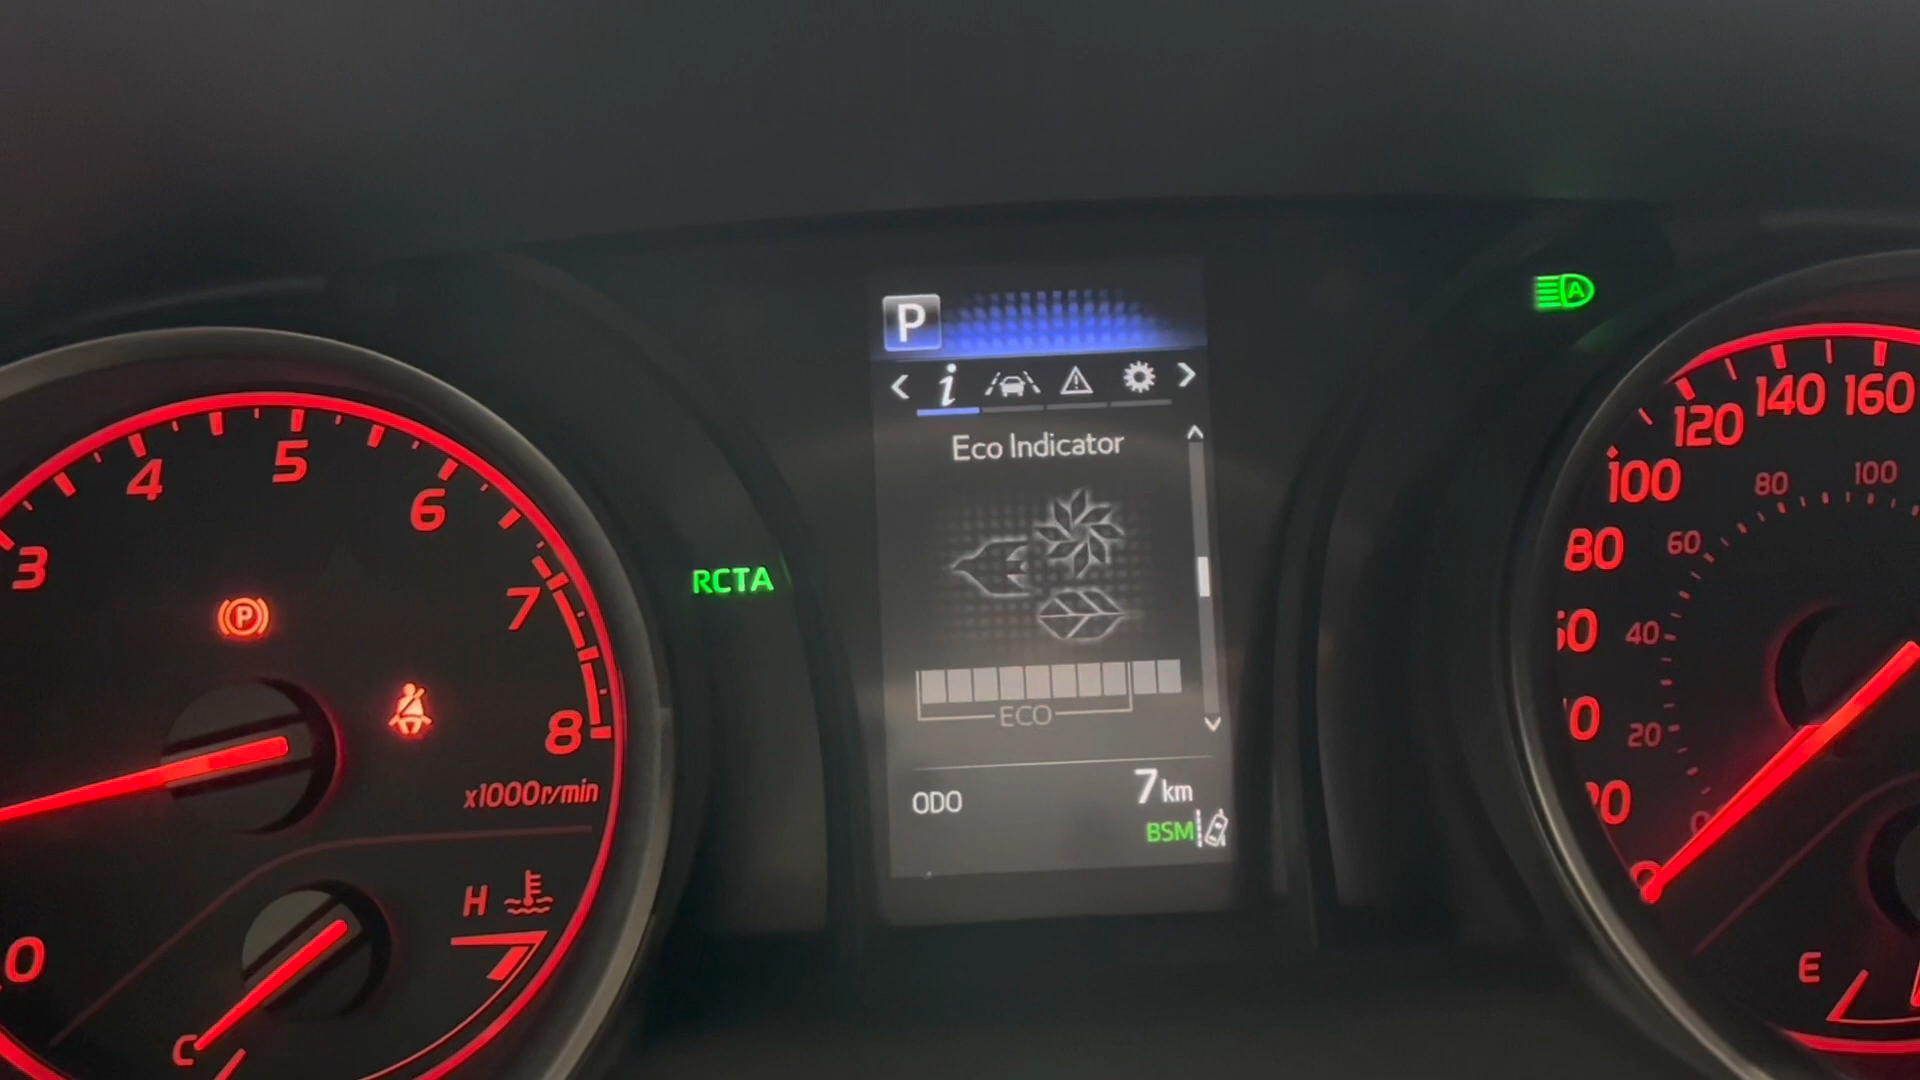 P
i
Eco Indicator
ECO
ODO 7 km
BSM
RCTA
3 4 5 6 7 8
P
x1000r/min
H
C
0
A
100 120 140 160
80
20 40 60 80 100
E